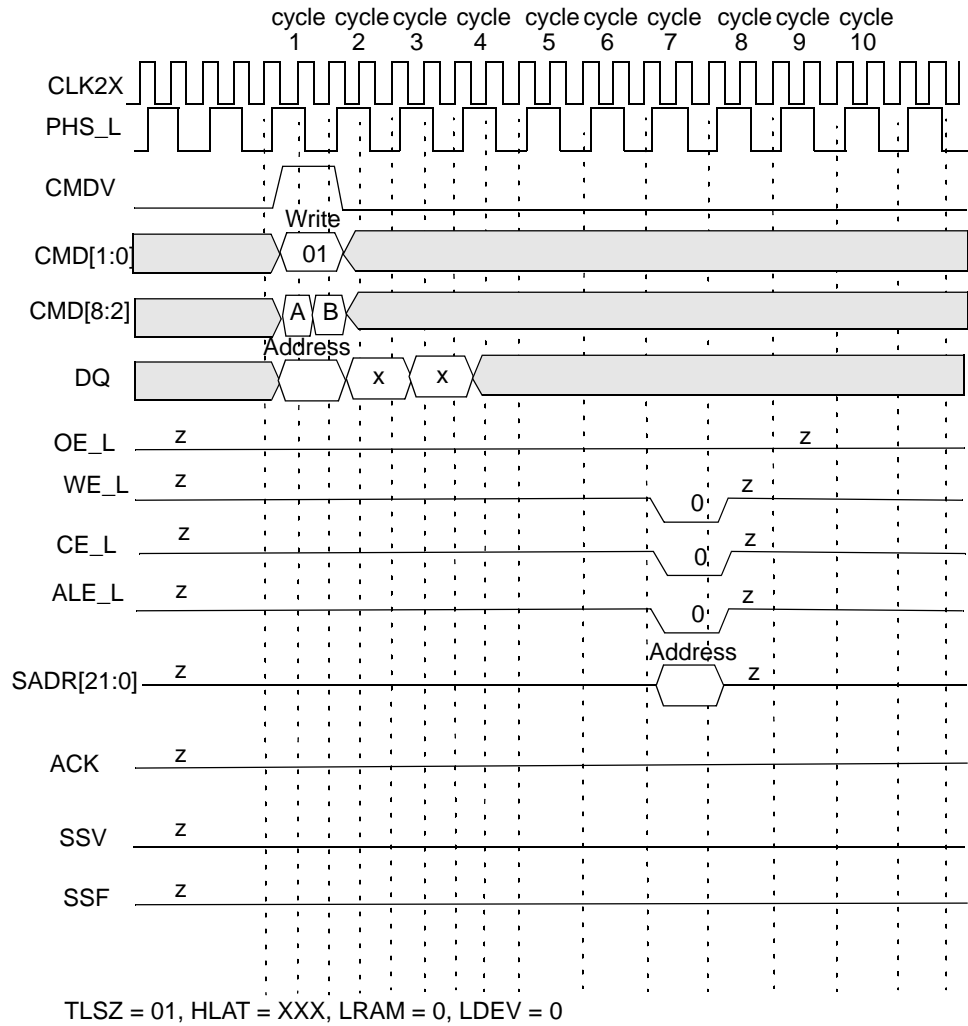 cycle cycle cycle cycle cycle cycle cycle cycle cycle cycle
1 2 3 4 5 6 7 8 9 10
CLK2X
PHS_L
CMDV
Write
CMD[1:0] 01
CMD[8:2] A B
Address
DQ x x
OE_L z z
WE_L z 0 z
CE_L z 0 z
ALE_L z 0 z
Address
SADR[21:0] z z
ACK z
SSV z
SSF z
TLSZ = 01, HLAT = XXX, LRAM = 0, LDEV = 0